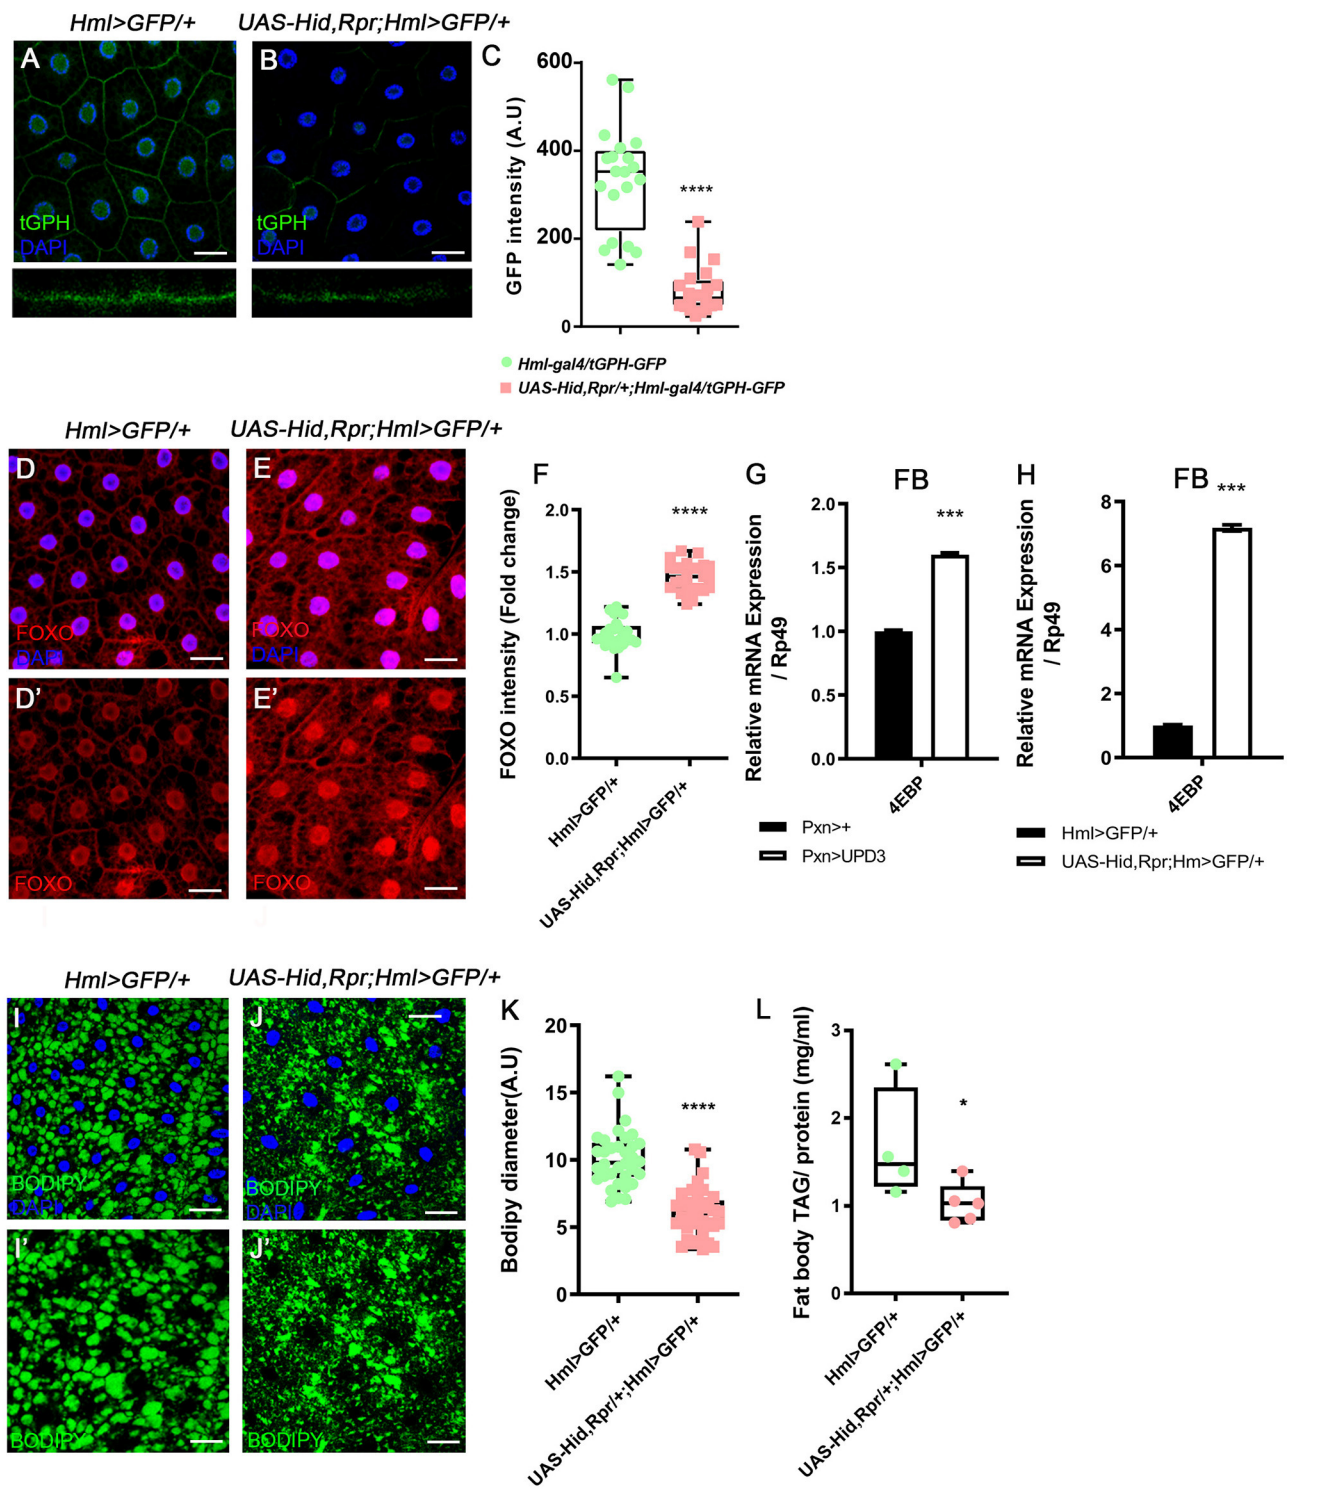 Hml>GFP/+
UAS-Hid,Rpr;Hml>GFP/+
A
tGPH
DAPI
B
tGPH
DAPI
C
GFP intensity (A.U)
600
400
200
0
****
Hml-gal4/tGPH-GFP
UAS-Hid,Rpr/+;Hml-gal4/tGPH-GFP
Hml>GFP/+
UAS-Hid,Rpr;Hml>GFP/+
D
FOXO
DAPI
E
FOXO
DAPI
D’
FOXO
E’
FOXO
F
FOXO intensity (Fold change)
2.0
1.5
1.0
0.5
0.0
****
Hml>GFP/+
UAS-Hid,Rpr;Hml>GFP/+
G
FB
Relative mRNA Expression
/ Rp49
2.0
1.5
1.0
0.5
0.0
***
4EBP
Pxn>+
Pxn>UPD3
H
FB
Relative mRNA Expression
/ Rp49
8
6
4
2
0
***
4EBP
Hml>GFP/+
UAS-Hid,Rpr;Hm>GFP/+
Hml>GFP/+
UAS-Hid,Rpr;Hml>GFP/+
I
BODIPY
DAPI
J
BODIPY
DAPI
I’
BODIPY
J’
BODIPY
K
Bodipy diameter(A.U)
20
15
10
5
0
****
Hml>GFP/+
UAS-Hid,Rpr/+;Hml>GFP/+
L
Fat body TAG/ protein (mg/ml)
3
2
1
0
*
Hml>GFP/+
UAS-Hid,Rpr/+;Hml>GFP/+